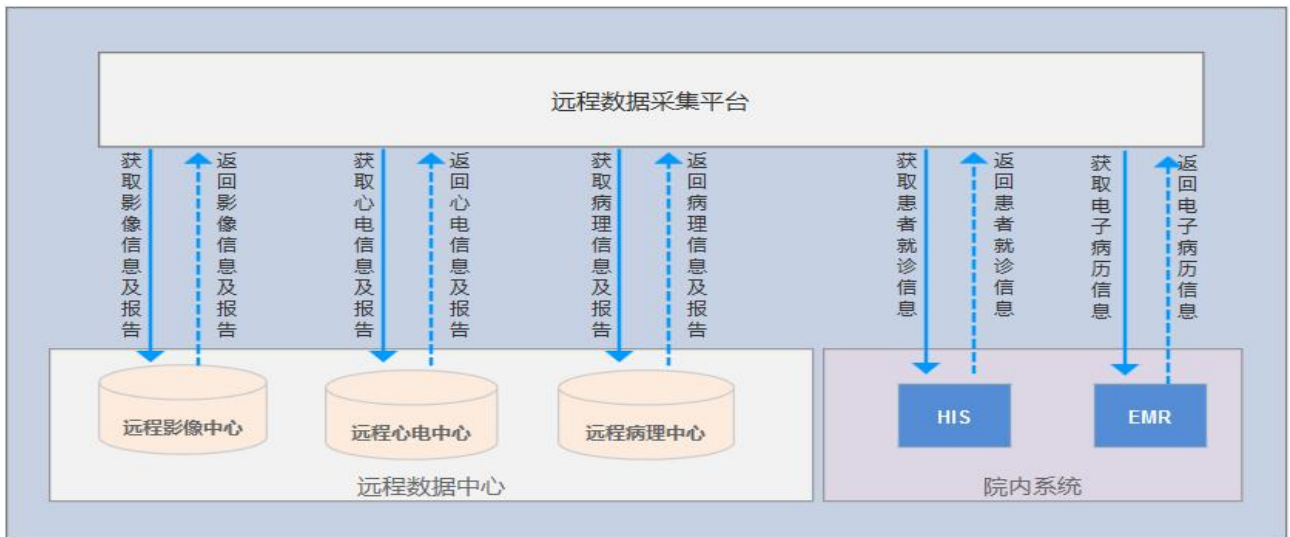 远程数据采集平台
获取影像信息及报告
返回影像信息及报告
获取心电信息及报告
返回心电信息及报告
获取病理信息及报告
返回病理信息及报告
获取患者就诊信息
返回患者就诊信息
获取电子病历信息
返回电子病历信息
远程影像中心
远程心电中心
远程病理中心
HIS
EMR
远程数据中心
院内系统